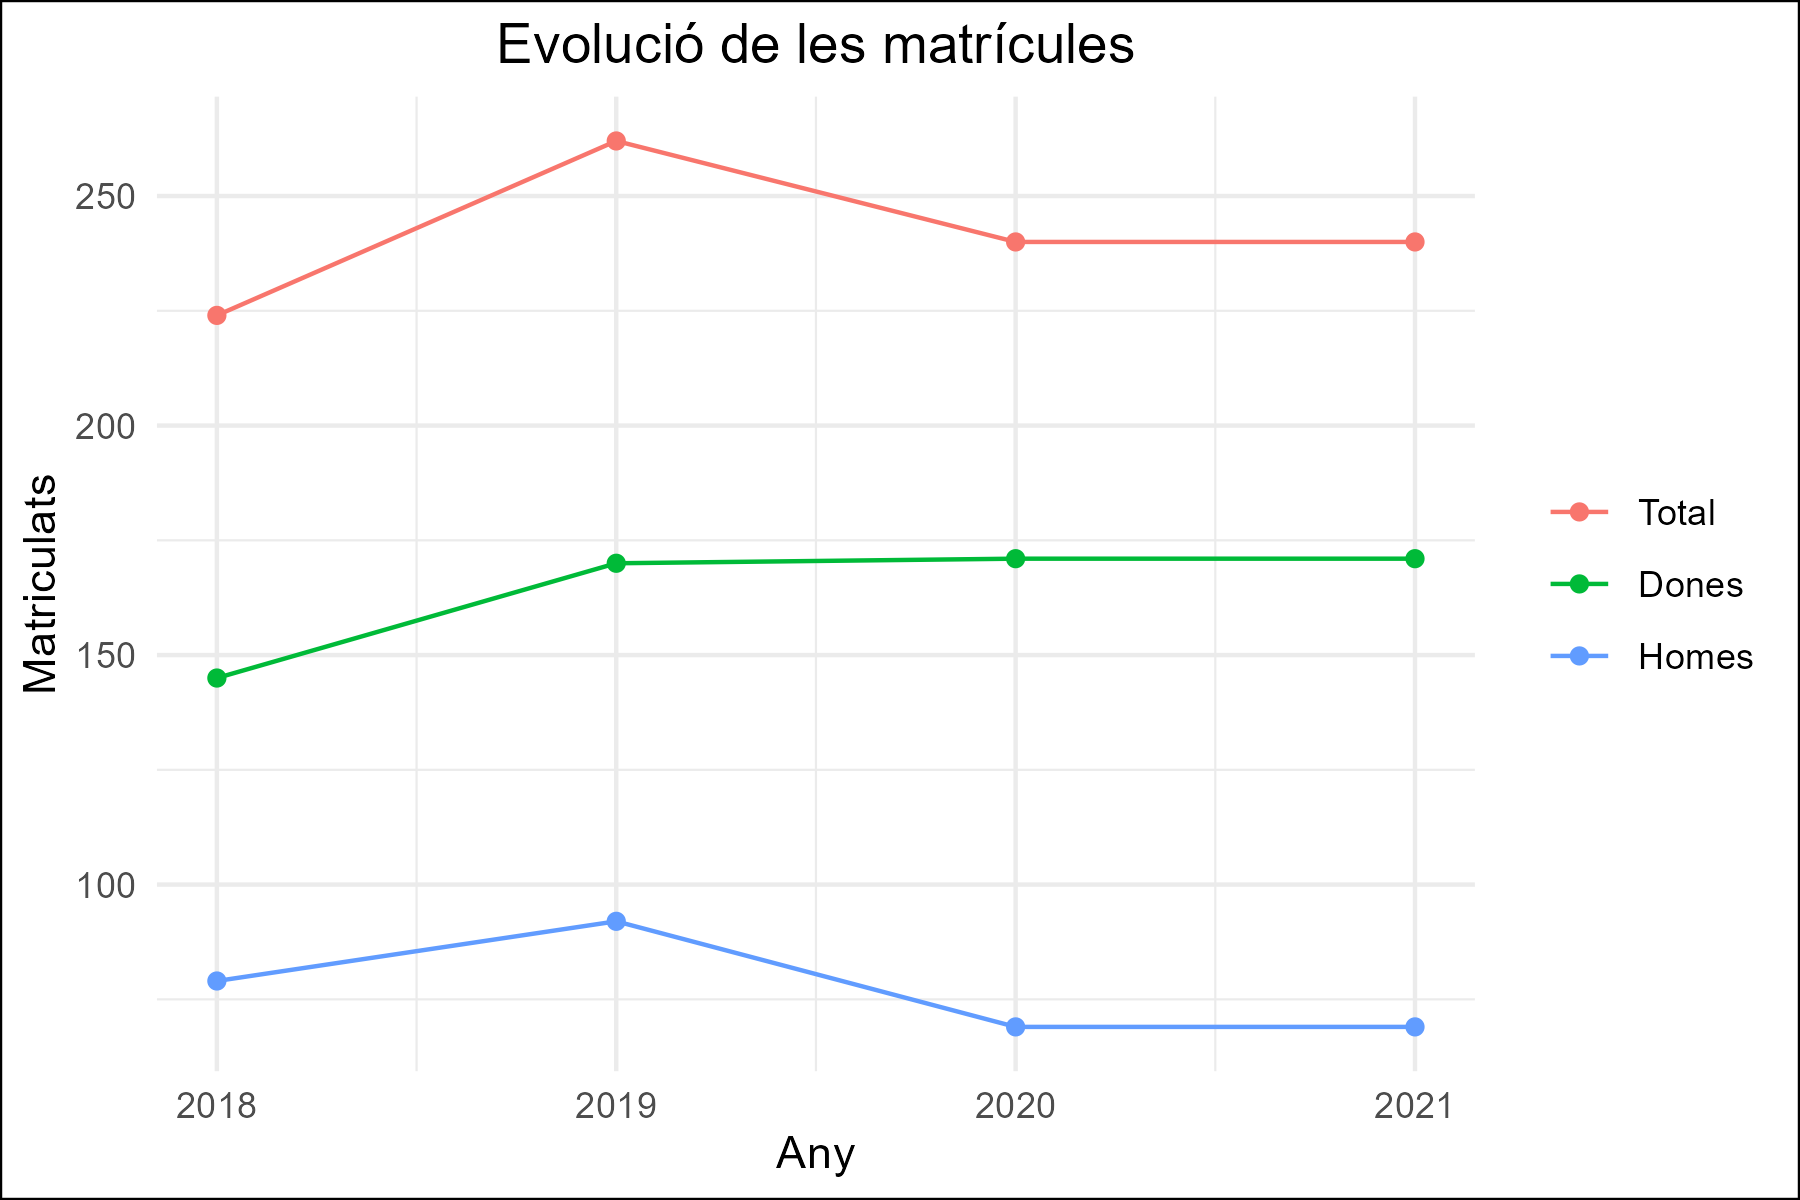 Evolució de les matrícules
250
200
150
100
Matriculats
2018
2019
2020
2021
Any
Total
Dones
Homes